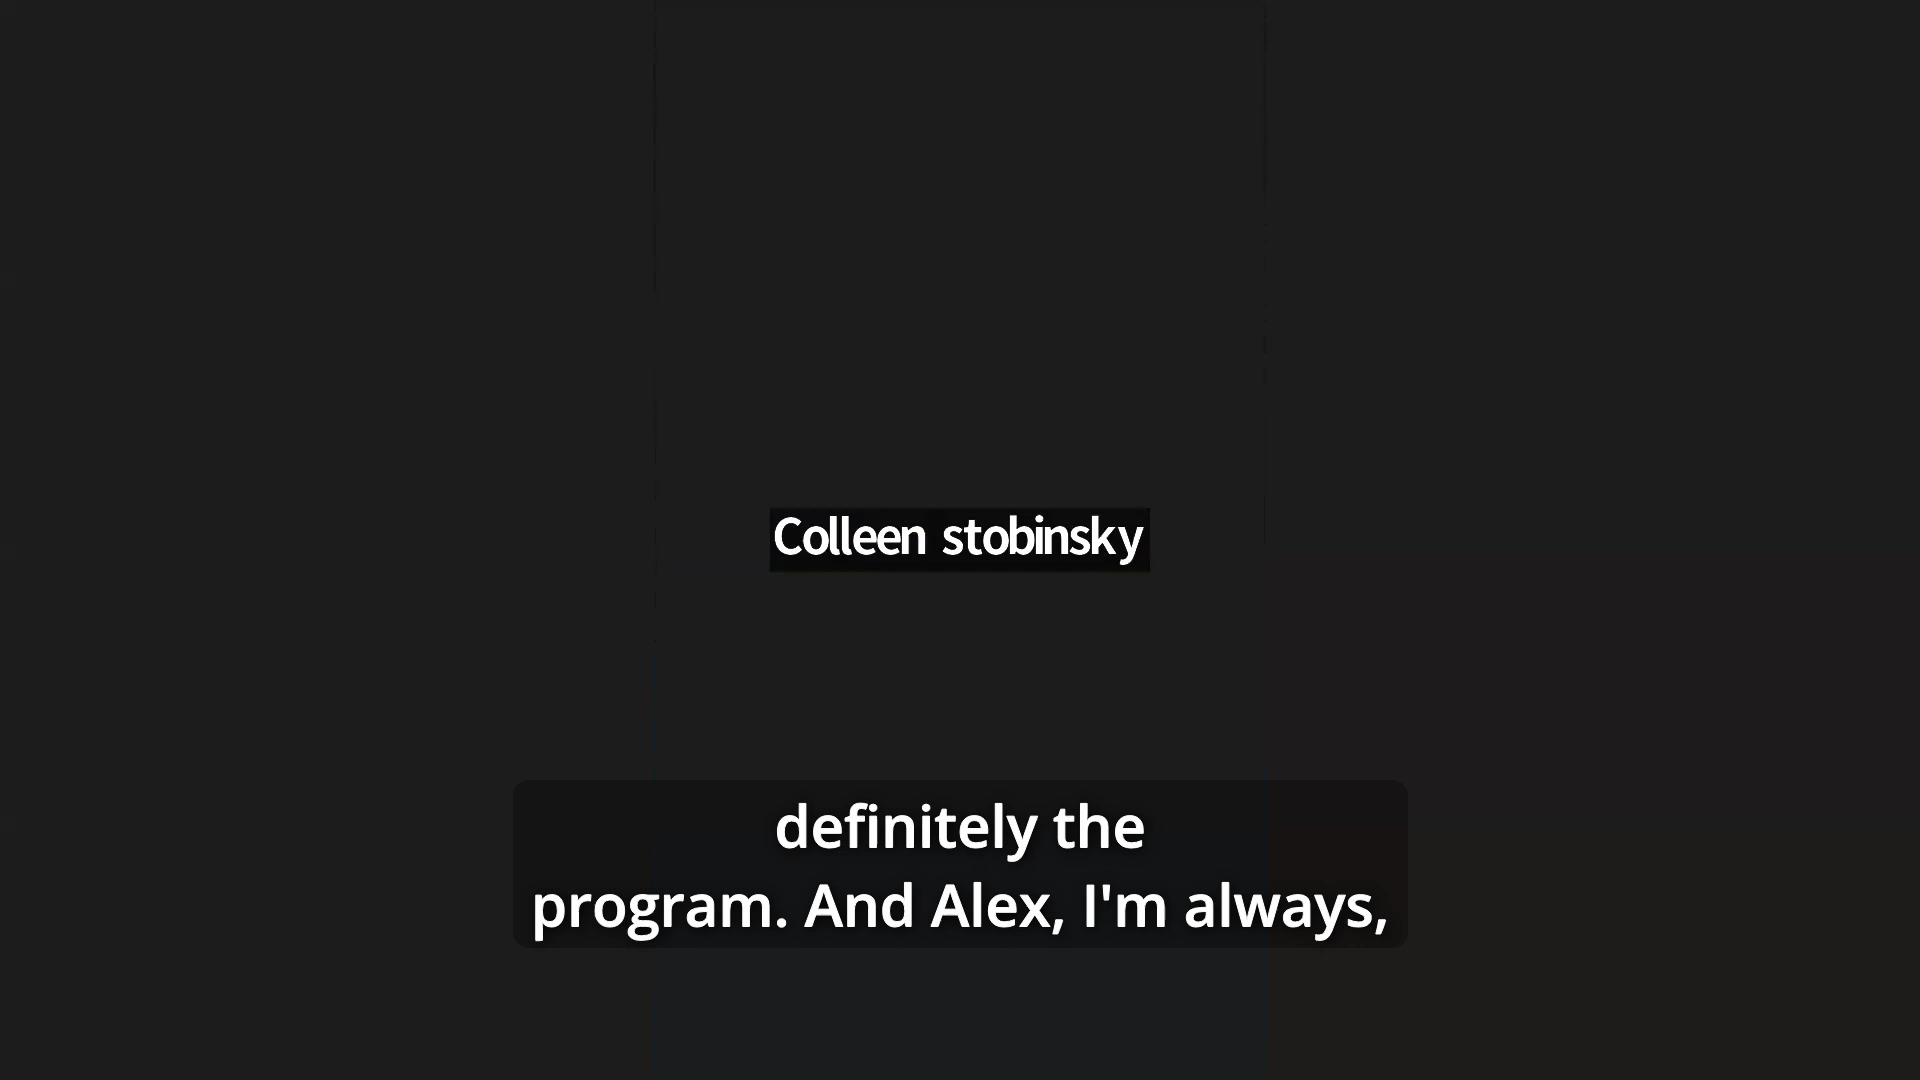 Colleen stobinsky
definitely the
program. And Alex, I'm always,